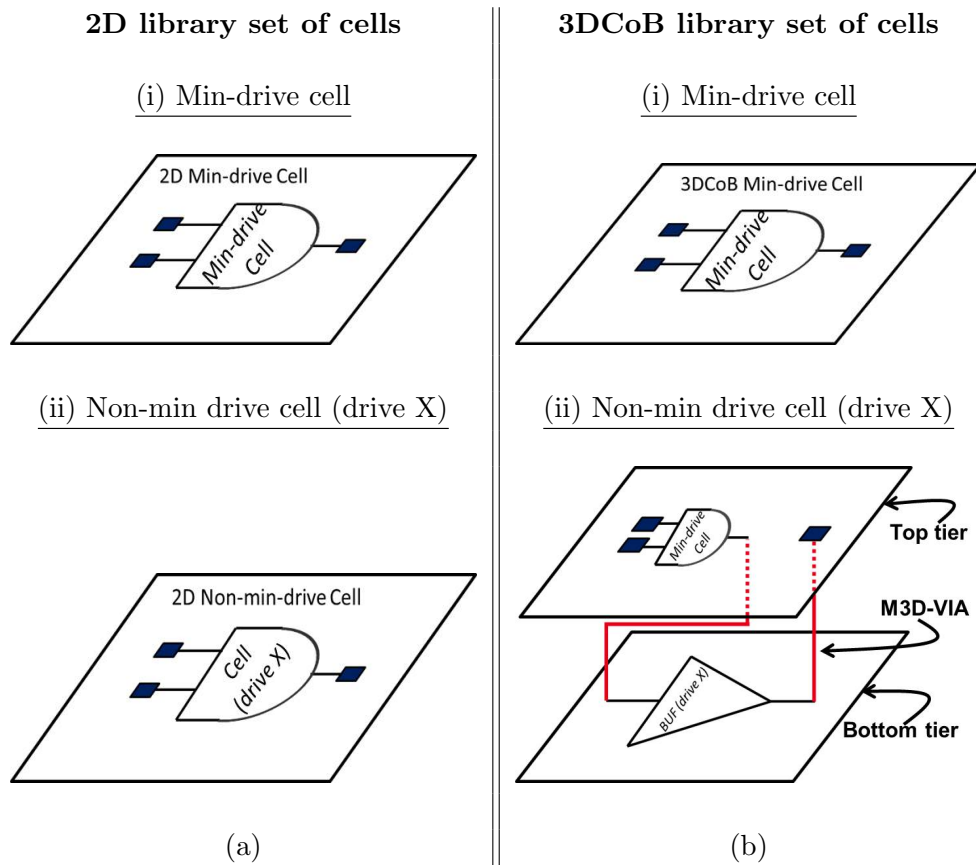 2D library set of cells
(i) Min-drive cell
2D Min-drive Cell
Min-drive
Cell
(ii) Non-min drive cell (drive X)
2D Non-min-drive Cell
Cell
(drive X)
(a)
3DCoB library set of cells
(i) Min-drive cell
3DCoB Min-drive Cell
Min-drive
Cell
(ii) Non-min drive cell (drive X)
Min-drive
Cell
Top tier
M3D-VIA
BUF (drive X)
Bottom tier
(b)